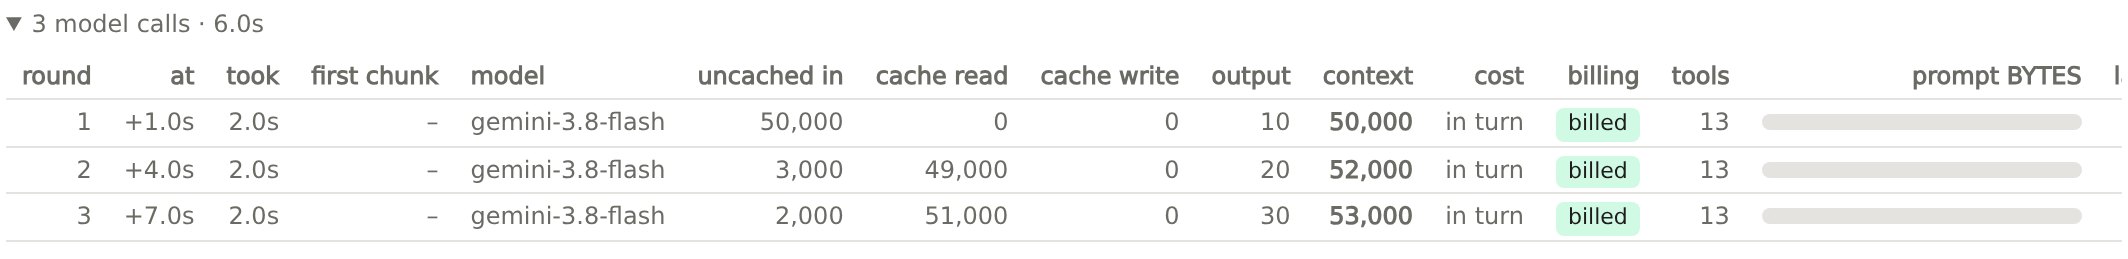 ▼ 3 model calls · 6.0s
round at took first chunk model uncached in cache read cache write output context cost billing tools prompt BYTES
1 +1.0s 2.0s – gemini-3.8-flash 50,000 0 0 10 50,000 in turn billed 13
2 +4.0s 2.0s – gemini-3.8-flash 3,000 49,000 0 20 52,000 in turn billed 13
3 +7.0s 2.0s – gemini-3.8-flash 2,000 51,000 0 30 53,000 in turn billed 13